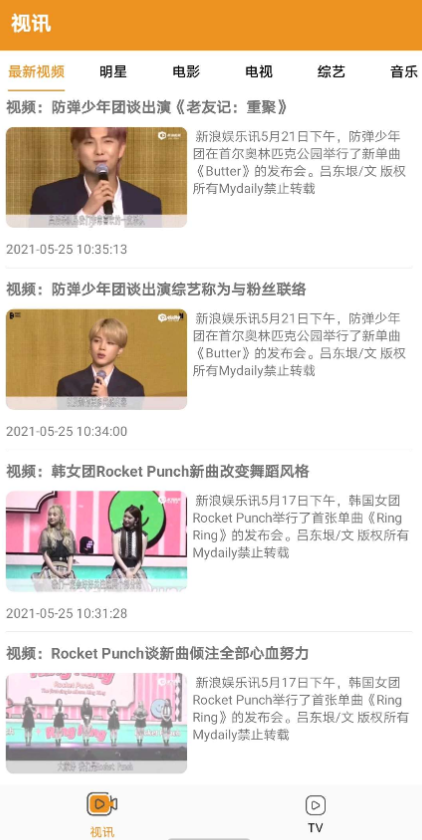 视讯
最新视频 明星 电影 电视 综艺 音乐
视频：防弹少年团谈出演《老友记：重聚》
新浪娱乐讯5月21日下午，防弹少年
团在首尔奥林匹克公园举行了新单曲
《Butter》的发布会。吕东垠/文 版权
所有Mydaily禁止转载
2021-05-25 10:35:13
视频：防弹少年团谈出演综艺称为与粉丝联络
新浪娱乐讯5月21日下午，防弹少年
团在首尔奥林匹克公园举行了新单曲
《Butter》的发布会。吕东垠/文 版权
所有Mydaily禁止转载
2021-05-25 10:34:00
视频：韩女团Rocket Punch新曲改变舞蹈风格
新浪娱乐讯5月17日下午，韩国女团
Rocket Punch举行了首张单曲《Ring
Ring》的发布会。吕东垠/文 版权所有
Mydaily禁止转载
2021-05-25 10:31:28
视频：Rocket Punch谈新曲倾注全部心血努力
新浪娱乐讯5月17日下午，韩国女团
Rocket Punch举行了首张单曲《Ring
Ring》的发布会。吕东垠/文 版权所有
Mydaily禁止转载
Rocket Punch
视讯 TV